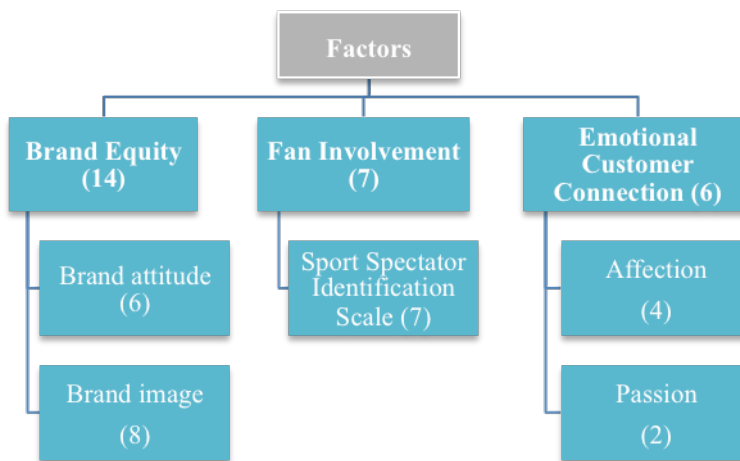 Factors
Brand Equity
(14)
Fan Involvement
(7)
Emotional
Customer
Connection (6)
Brand attitude
(6)
Sport Spectator
Identification
Scale (7)
Affection
(4)
Brand image
(8)
Passion
(2)